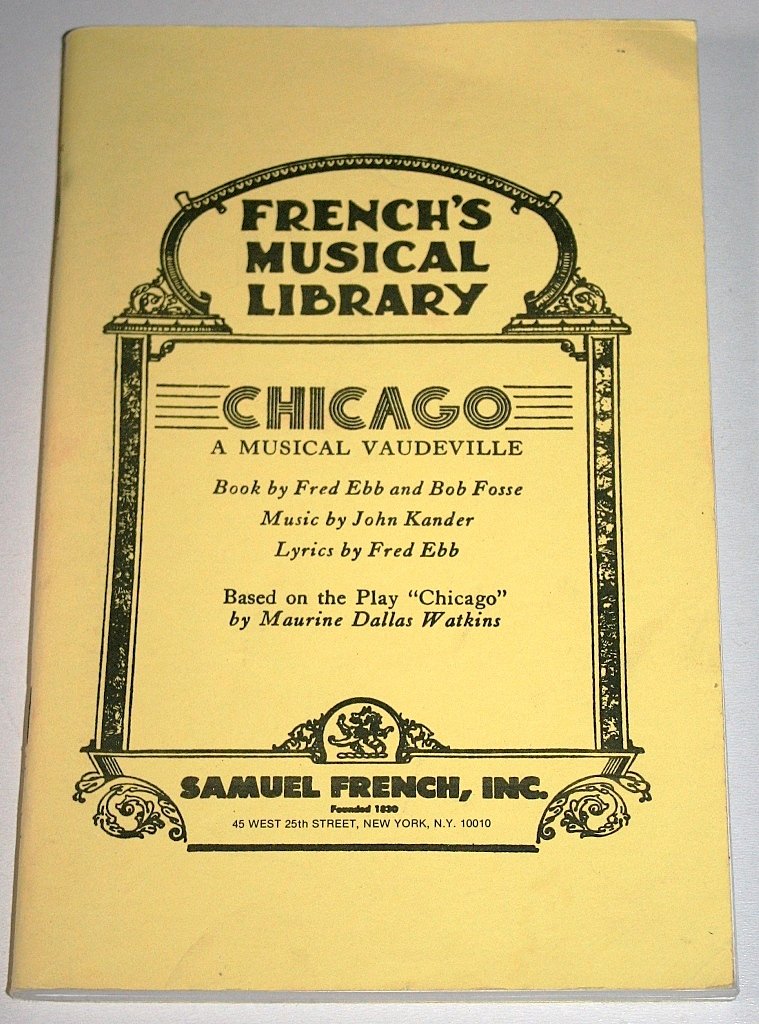 FRENCH'S
MUSICAL
LIBRARY
CHICAGO
A MUSICAL VAUDEVILLE
Book by Fred Ebb and Bob Fosse
Music by John Kander
Lyrics by Fred Ebb
Based on the Play “Chicago”
by Maurine Dallas Watkins
SAMUEL FRENCH, INC.
Founded 1830
45 WEST 25th STREET, NEW YORK, N.Y. 10010